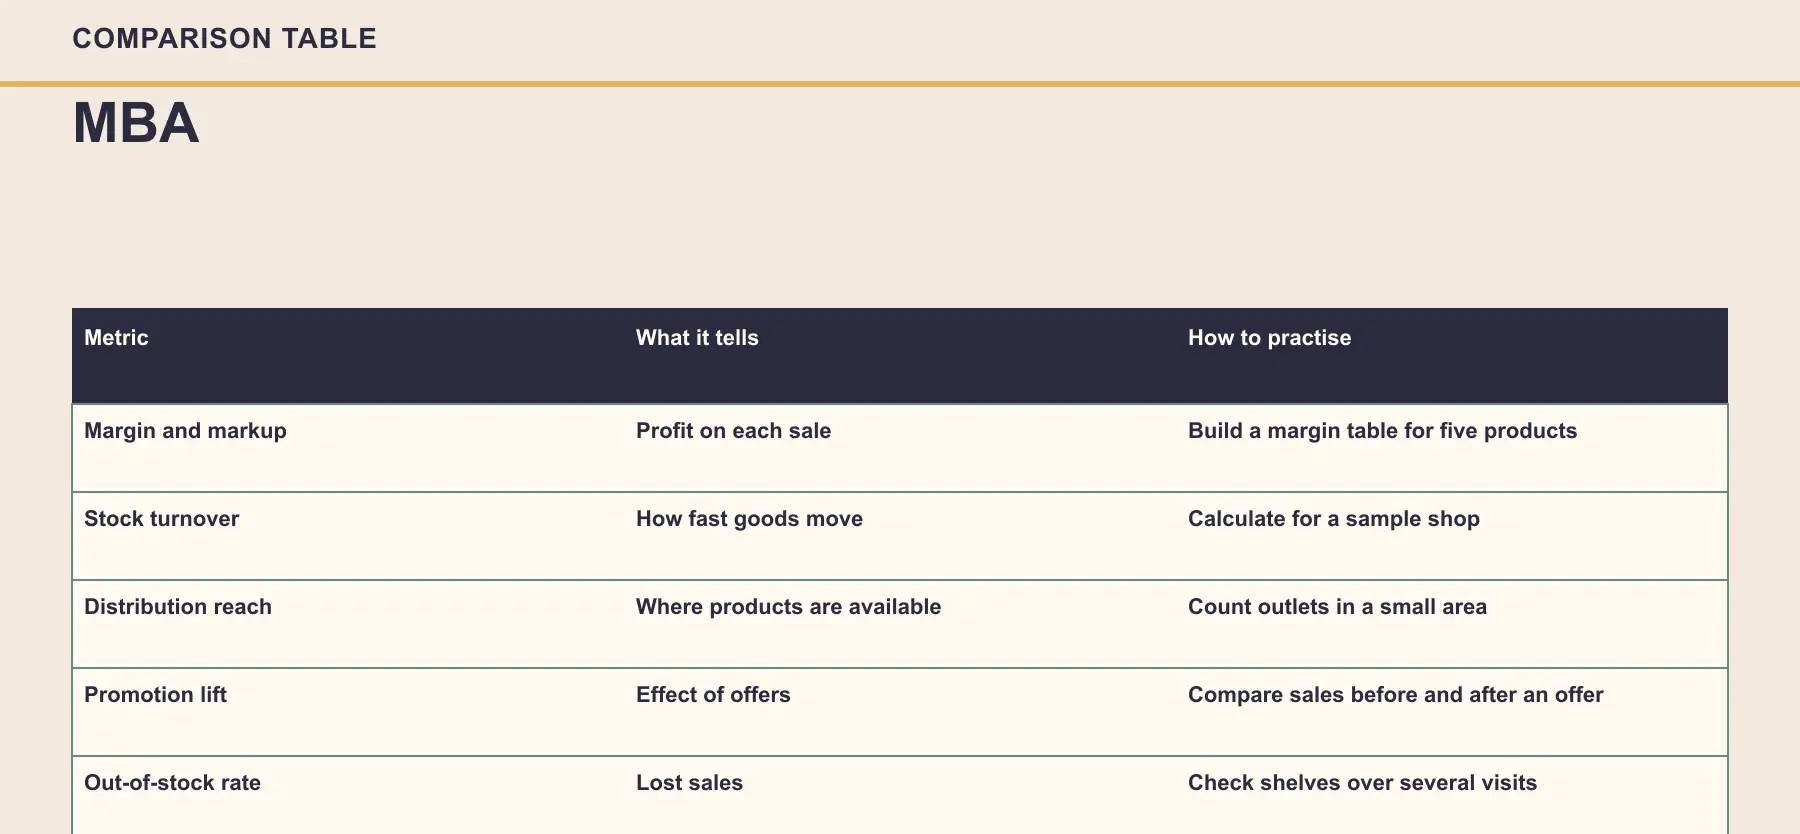 COMPARISON TABLE
MBA
Metric What it tells How to practise
Margin and markup Profit on each sale Build a margin table for five products
Stock turnover How fast goods move Calculate for a sample shop
Distribution reach Where products are available Count outlets in a small area
Promotion lift Effect of offers Compare sales before and after an offer
Out-of-stock rate Lost sales Check shelves over several visits